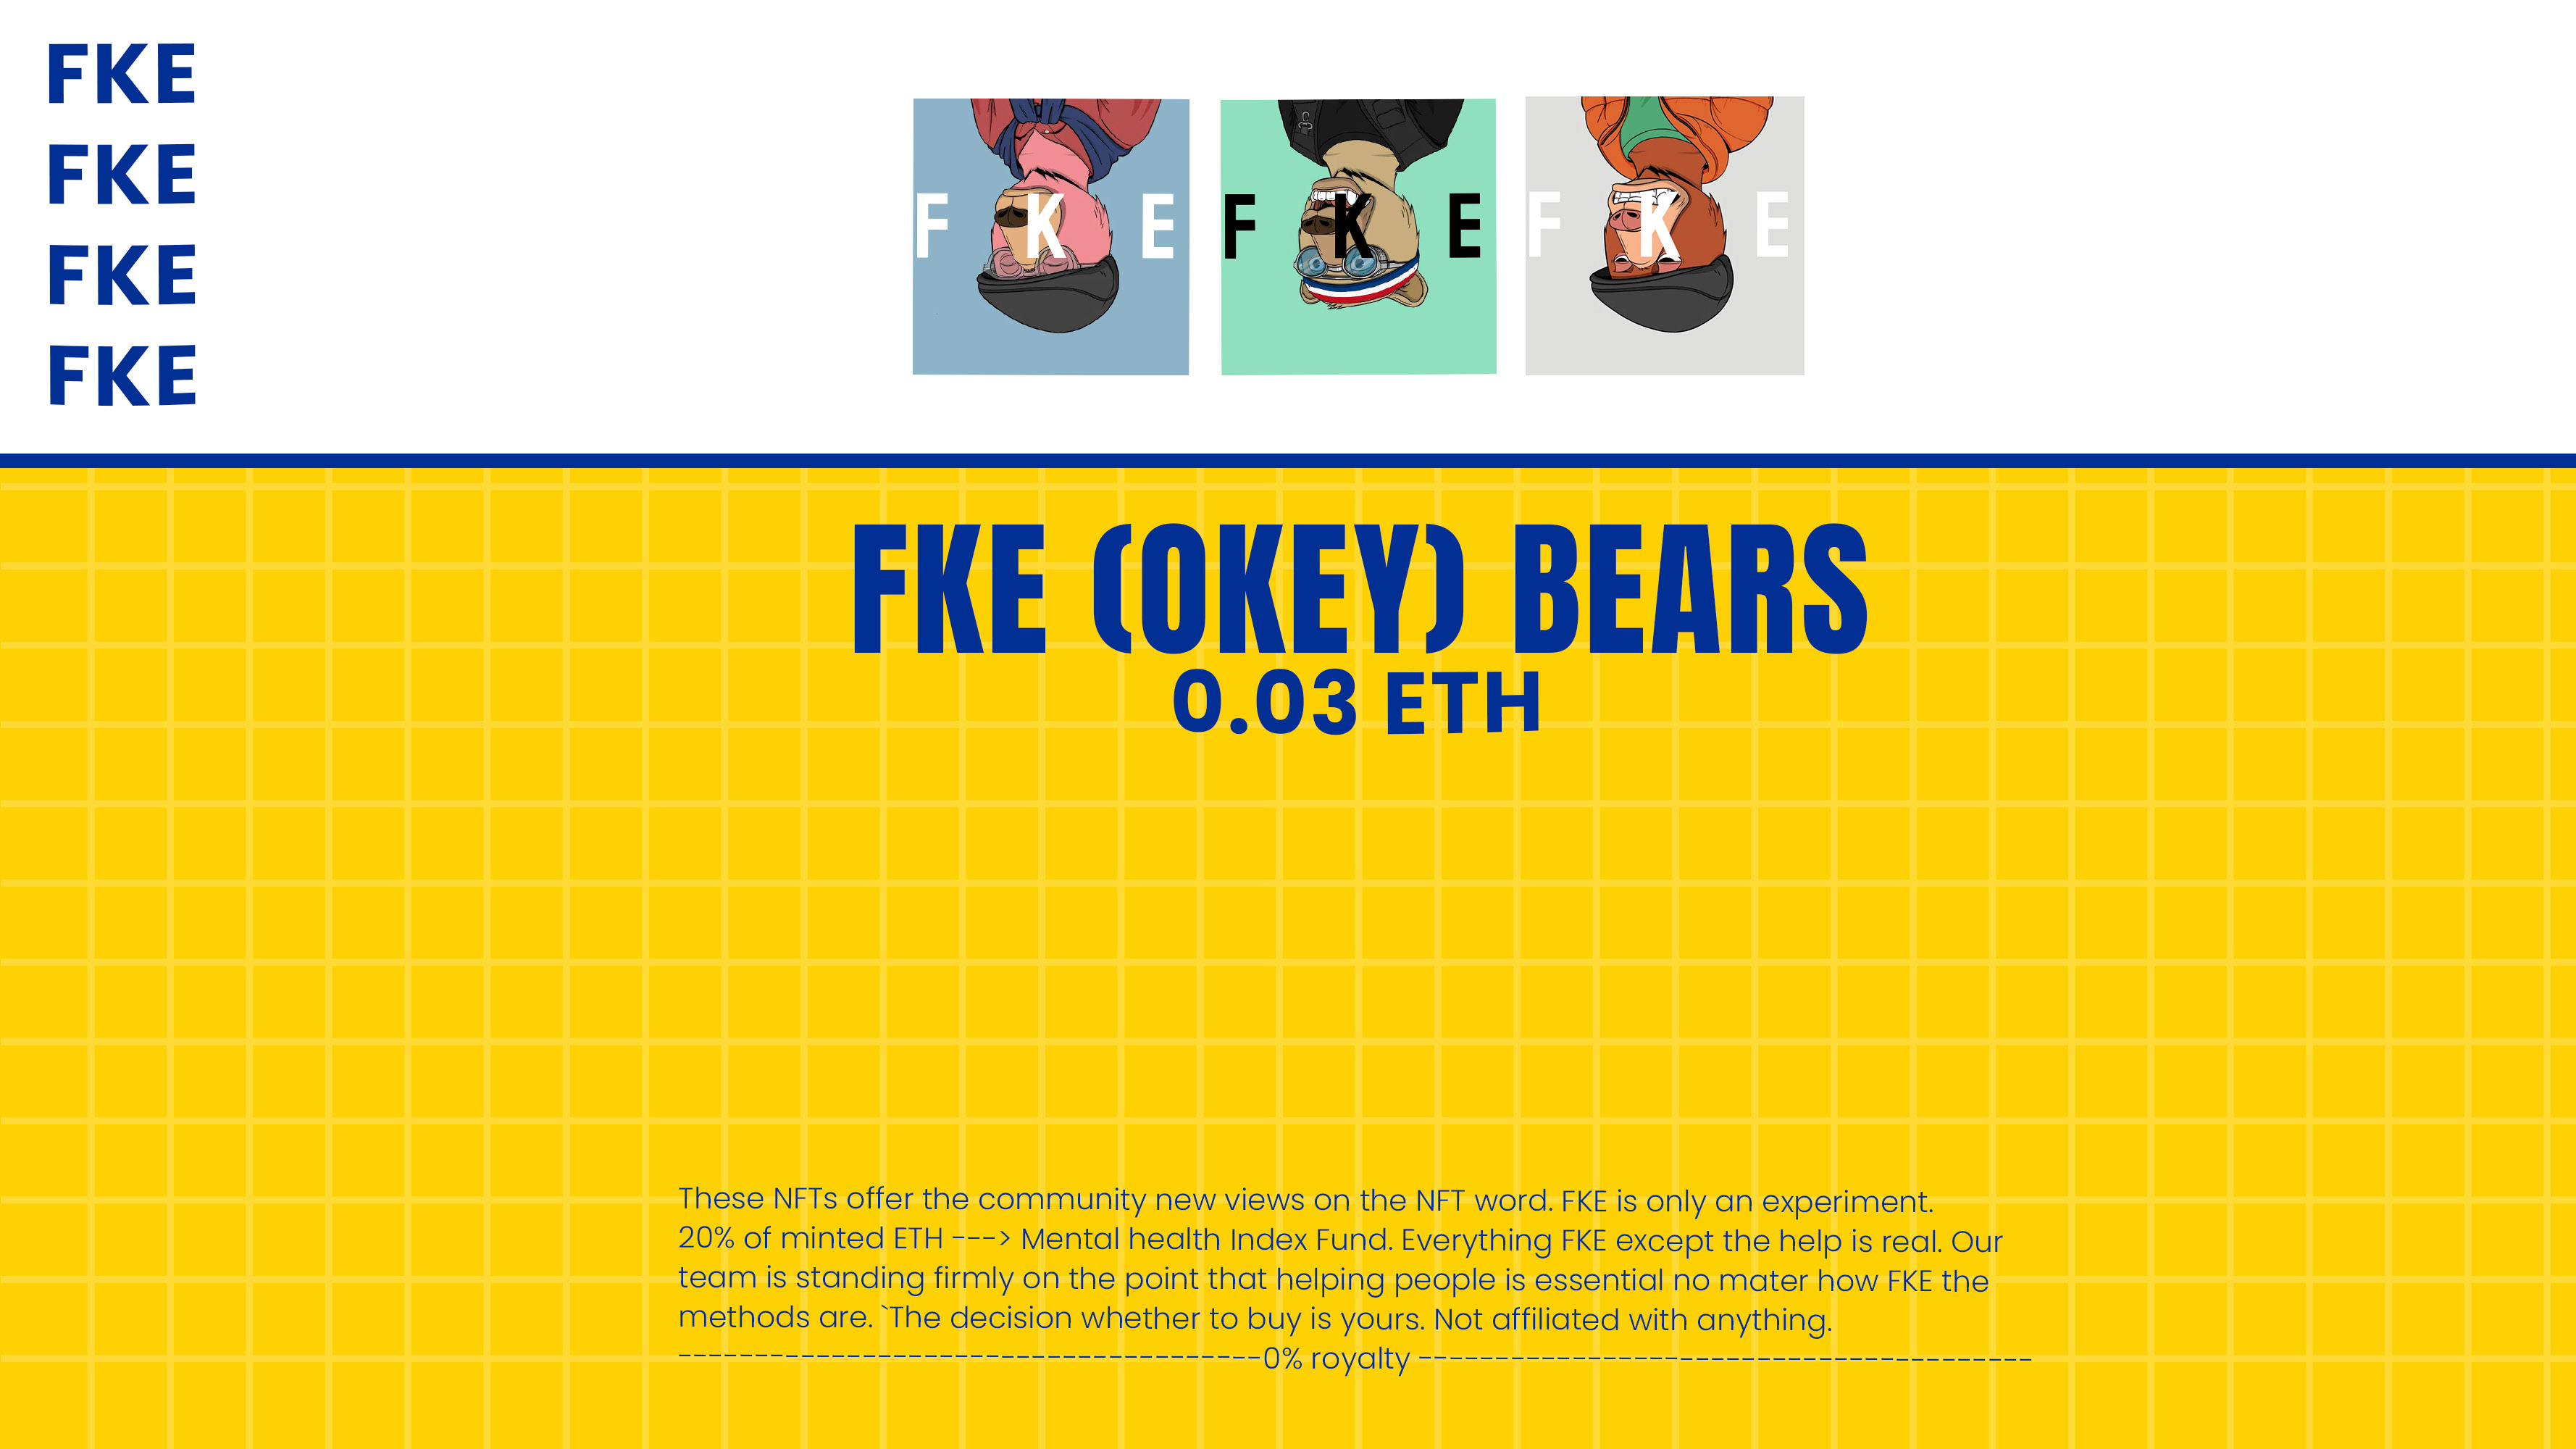 FKE
FKE
FKE
FKE
F K E
F K E
F K E
FKE (OKEY) BEARS
0.03 ETH
These NFTs offer the community new views on the NFT word. FKE is only an experiment.
20% of minted ETH ---> Mental health Index Fund. Everything FKE except the help is real. Our
team is standing firmly on the point that helping people is essential no mater how FKE the
methods are. `The decision whether to buy is yours. Not affiliated with anything.
--------------------------------------0% royalty ----------------------------------------